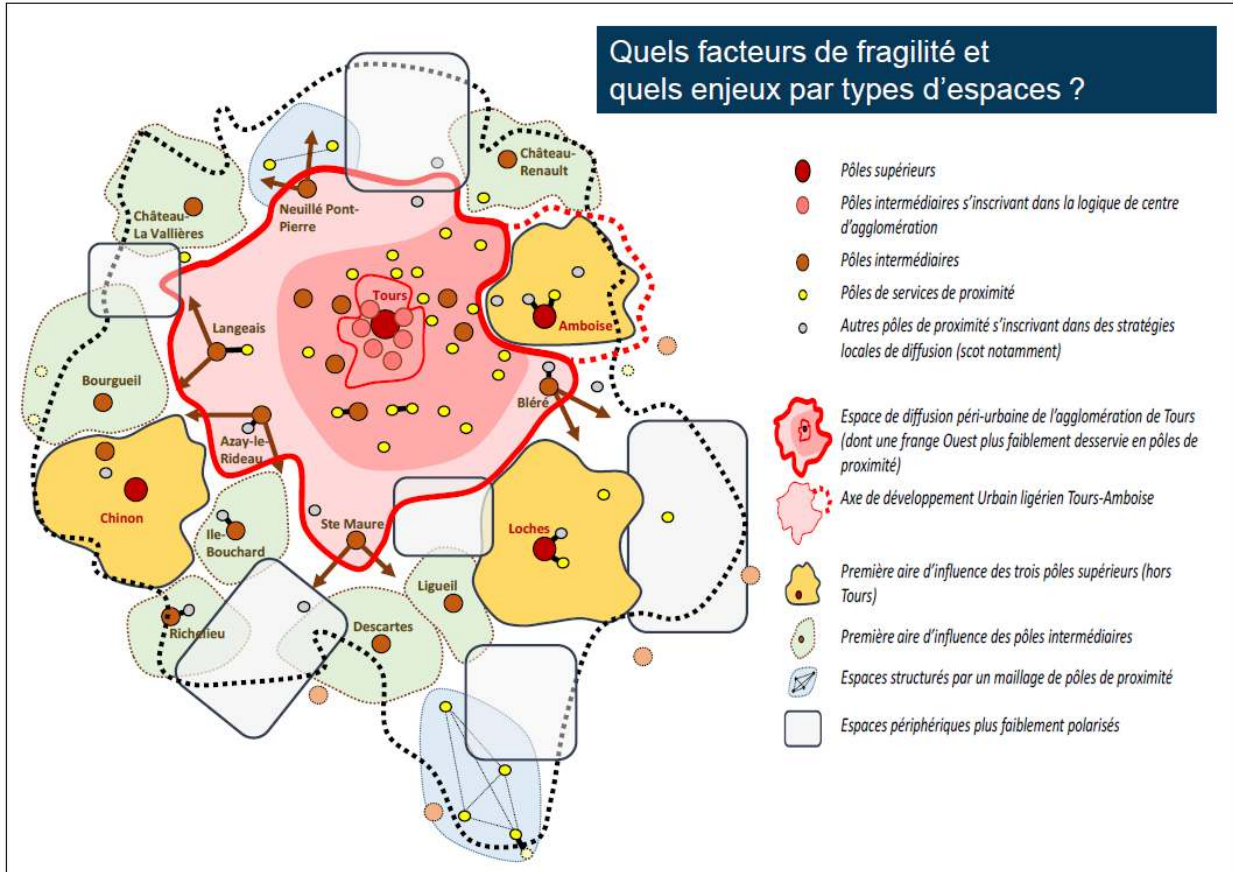 Quels facteurs de fragilité et
quels enjeux par types d'espaces ?
Château-
Renault
Neuillé Pont-
Pierre
Château-
La Vallières
Tours
Amboise
Langeais
Bourgueil
Bléré
Azay-le-
Rideau
Chinon
Ile-
Bouchard
Ste Maure
Loches
Ligueil
Richelieu
Descartes
Pôles supérieurs
Pôles intermédiaires s'inscrivant dans la logique de centre
d'agglomération
Pôles intermédiaires
Pôles de services de proximité
Autres pôles de proximité s'inscrivant dans des stratégies
locales de diffusion (scot notamment)
Espace de diffusion péri-urbaine de l'agglomération de Tours
(dont une frange Ouest plus faiblement desservie en pôles de
proximité)
Axe de développement Urbain ligérien Tours-Amboise
Première aire d'influence des trois pôles supérieurs (hors
Tours)
Première aire d'influence des pôles intermédiaires
Espaces structurés par un maillage de pôles de proximité
Espaces périphériques plus faiblement polarisés